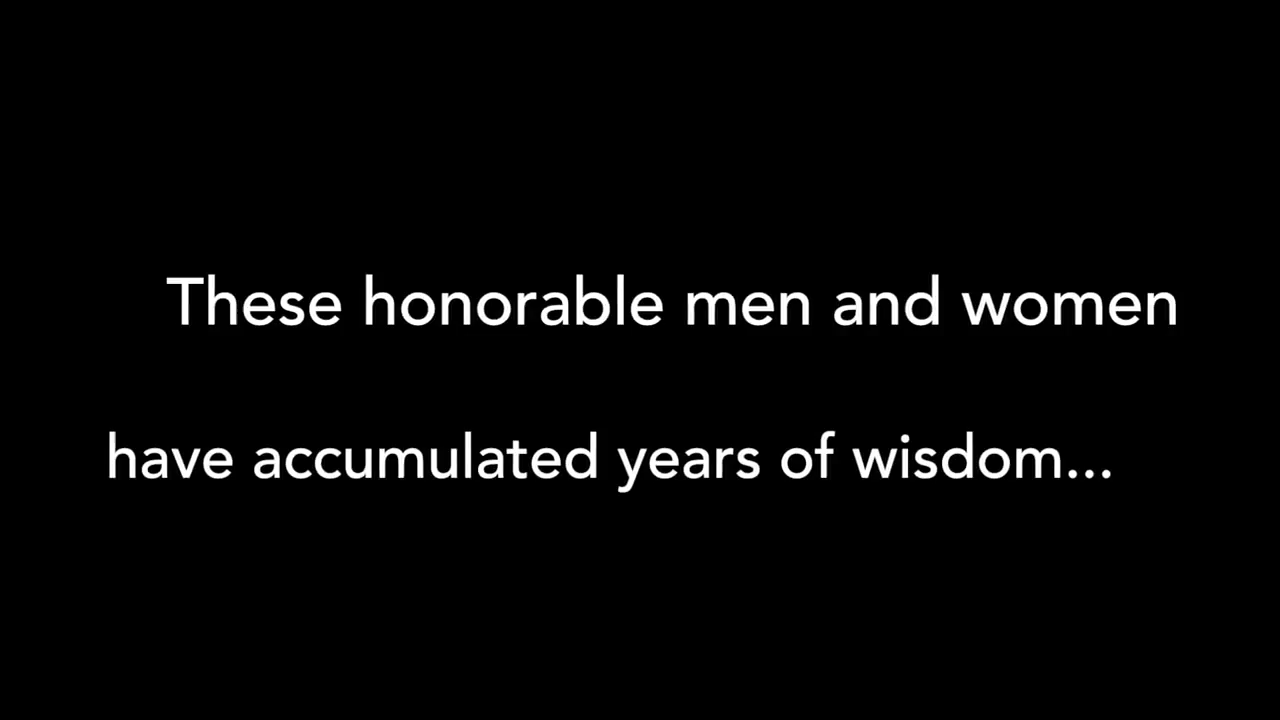 These honorable men and women
have accumulated years of wisdom...